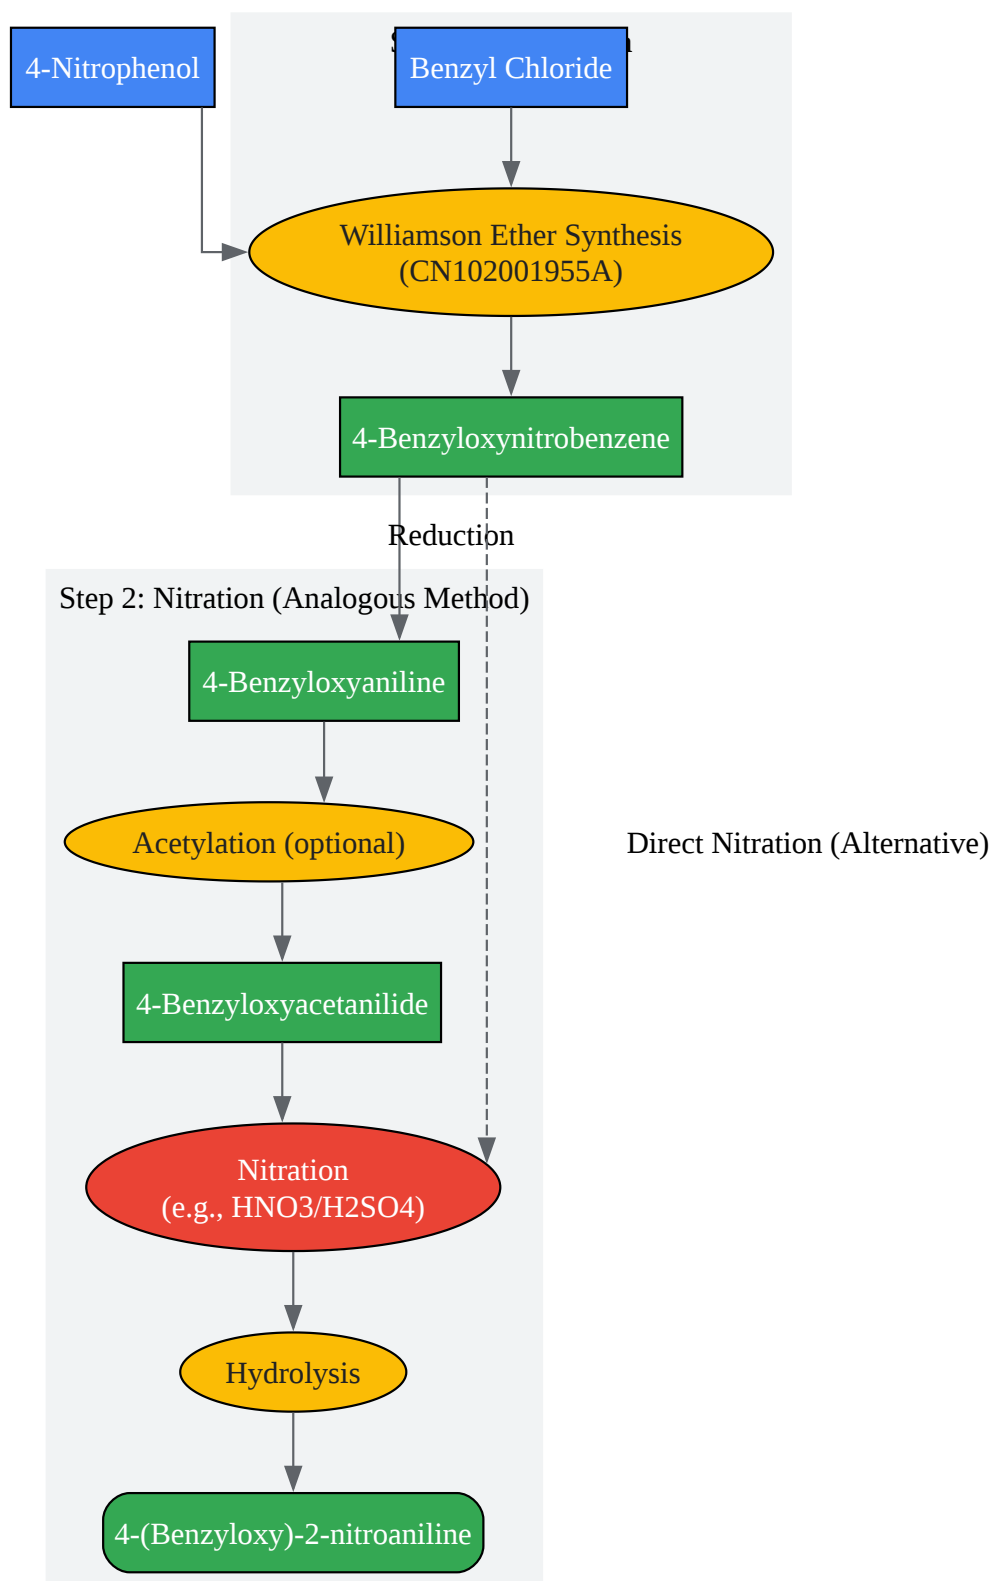 4-Nitrophenol
Benzyl Chloride
Williamson Ether Synthesis
(CN102001955A)
4-Benzyloxynitrobenzene
Reduction
Step 2: Nitration (Analogous Method)
4-Benzyloxyaniline
Acetylation (optional)
Direct Nitration (Alternative)
4-Benzyloxyacetanilide
Nitration
(e.g., HNO3/H2SO4)
Hydrolysis
4-(Benzyloxy)-2-nitroaniline